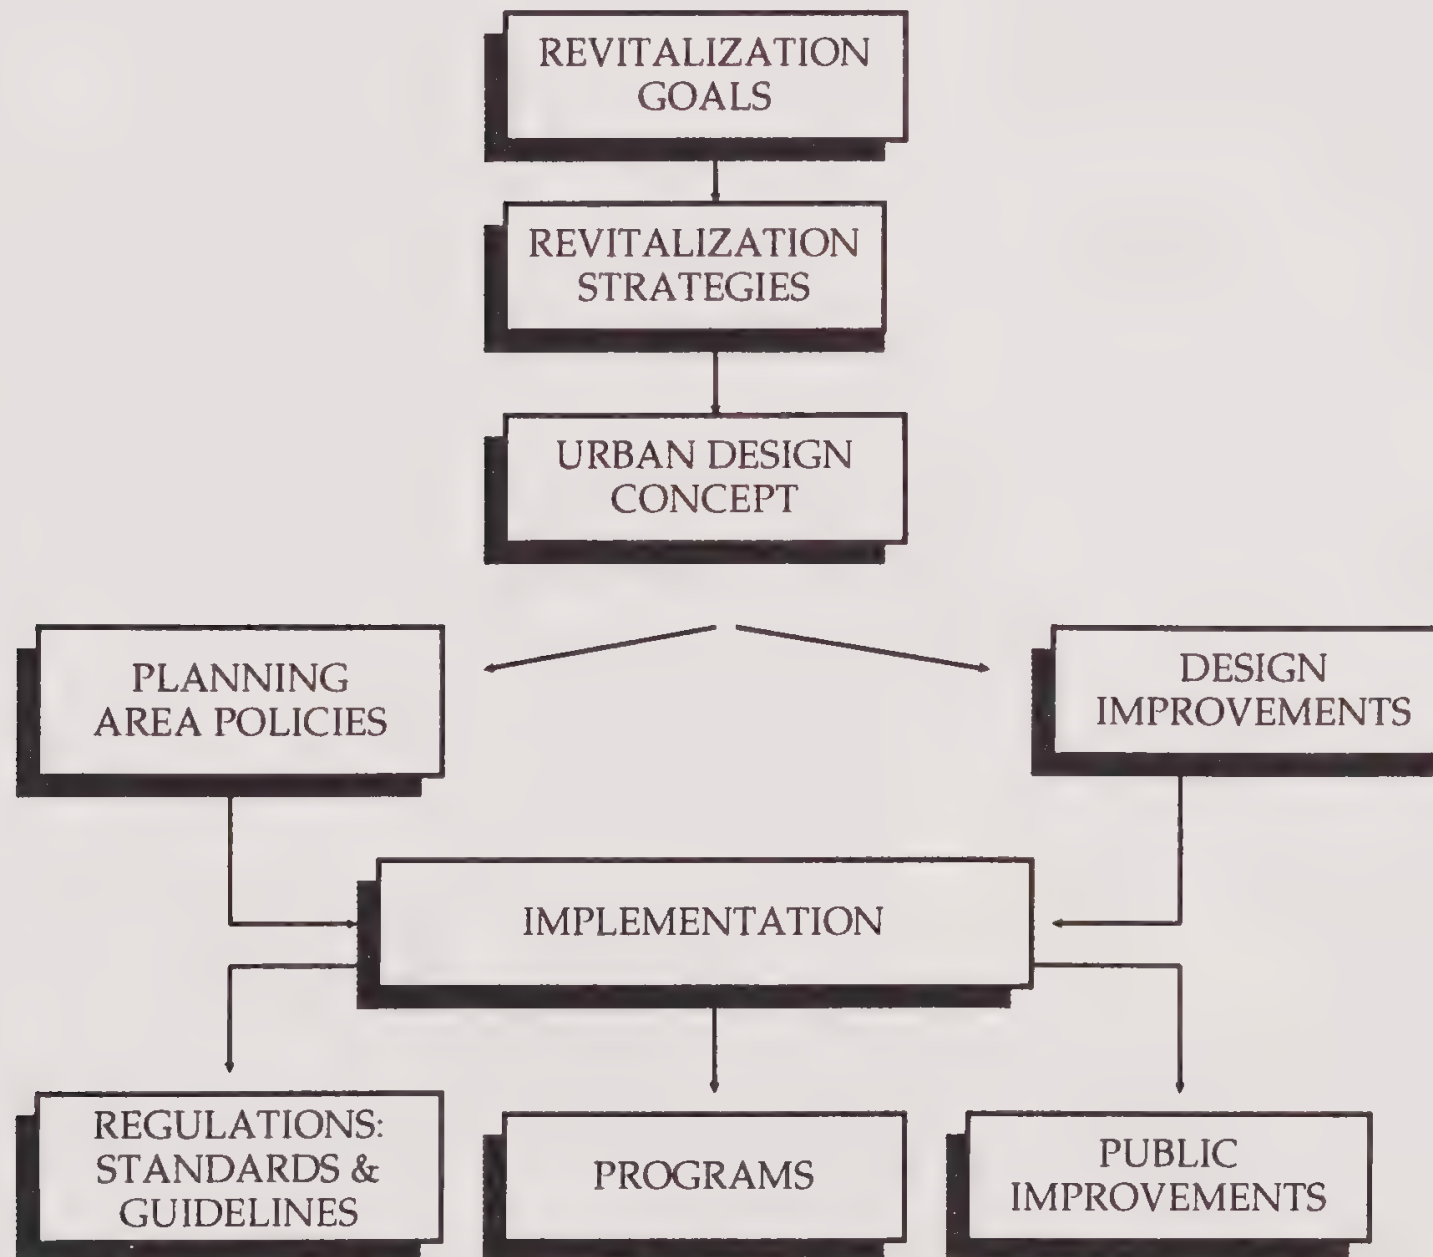 REVITALIZATION
GOALS
REVITALIZATION
STRATEGIES
URBAN DESIGN
CONCEPT
PLANNING
AREA POLICIES
DESIGN
IMPROVEMENTS
IMPLEMENTATION
REGULATIONS:
STANDARDS &
GUIDELINES
PROGRAMS
PUBLIC
IMPROVEMENTS